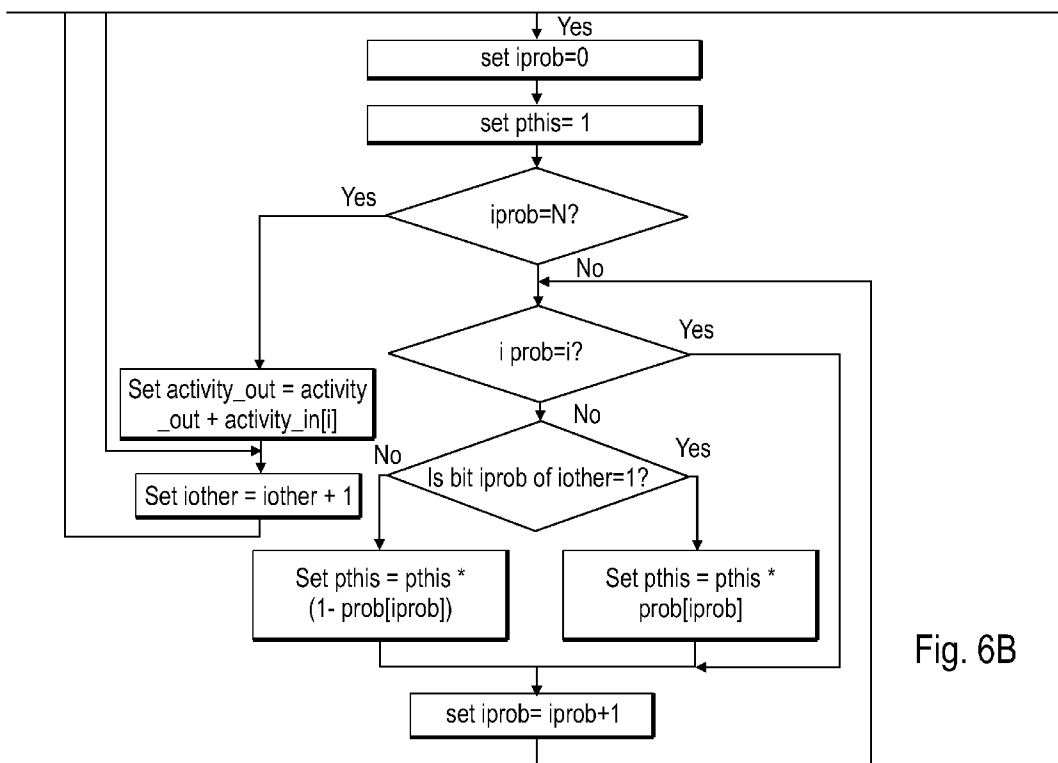 Yes
set iprob=0
set pthis= 1
Yes
iprob=N?
No
i prob=i?
Yes
Set activity_out = activity
_out + activity_in[i]
No
No
Is bit iprob of iother=1?
Yes
Set iother = iother + 1
Set pthis = pthis *
(1- prob[iprob])
Set pthis = pthis *
prob[iprob]
set iprob= iprob+1
Fig. 6B